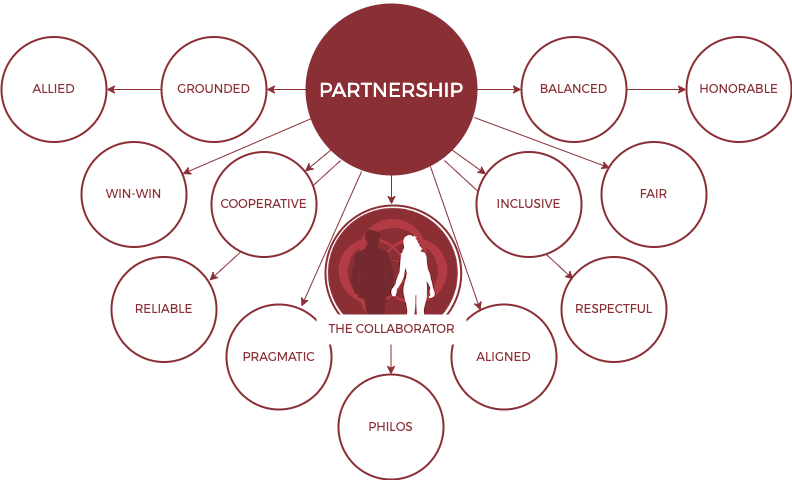 PARTNERSHIP
ALLIED
GROUNDED
BALANCED
HONORABLE
WIN-WIN
COOPERATIVE
INCLUSIVE
FAIR
RELIABLE
THE COLLABORATOR
RESPECTFUL
PRAGMATIC
ALIGNED
PHILOS